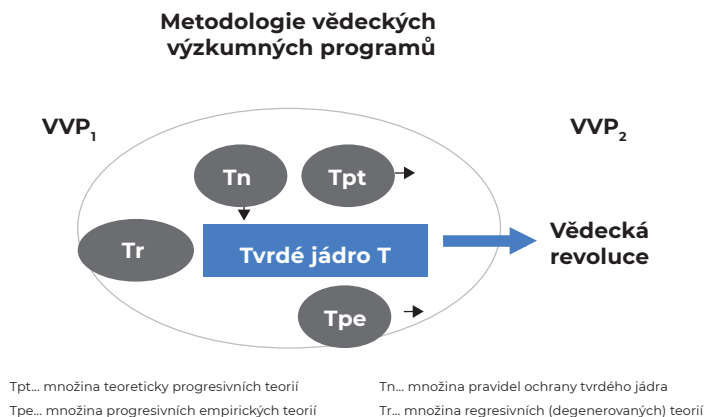 Metodologie vědeckých
výzkumných programů
VVP₁
VVP₂
Tn
Tpt
Tr
Tvrdé jádro T
Vědecká
revoluce
Tpe
Tpt... množina teoreticky progresivních teorií
Tn... množina pravidel ochrany tvrdého jádra
Tpe... množina progresivních empirických teorií
Tr... množina regresivních (degenerovaných) teorií